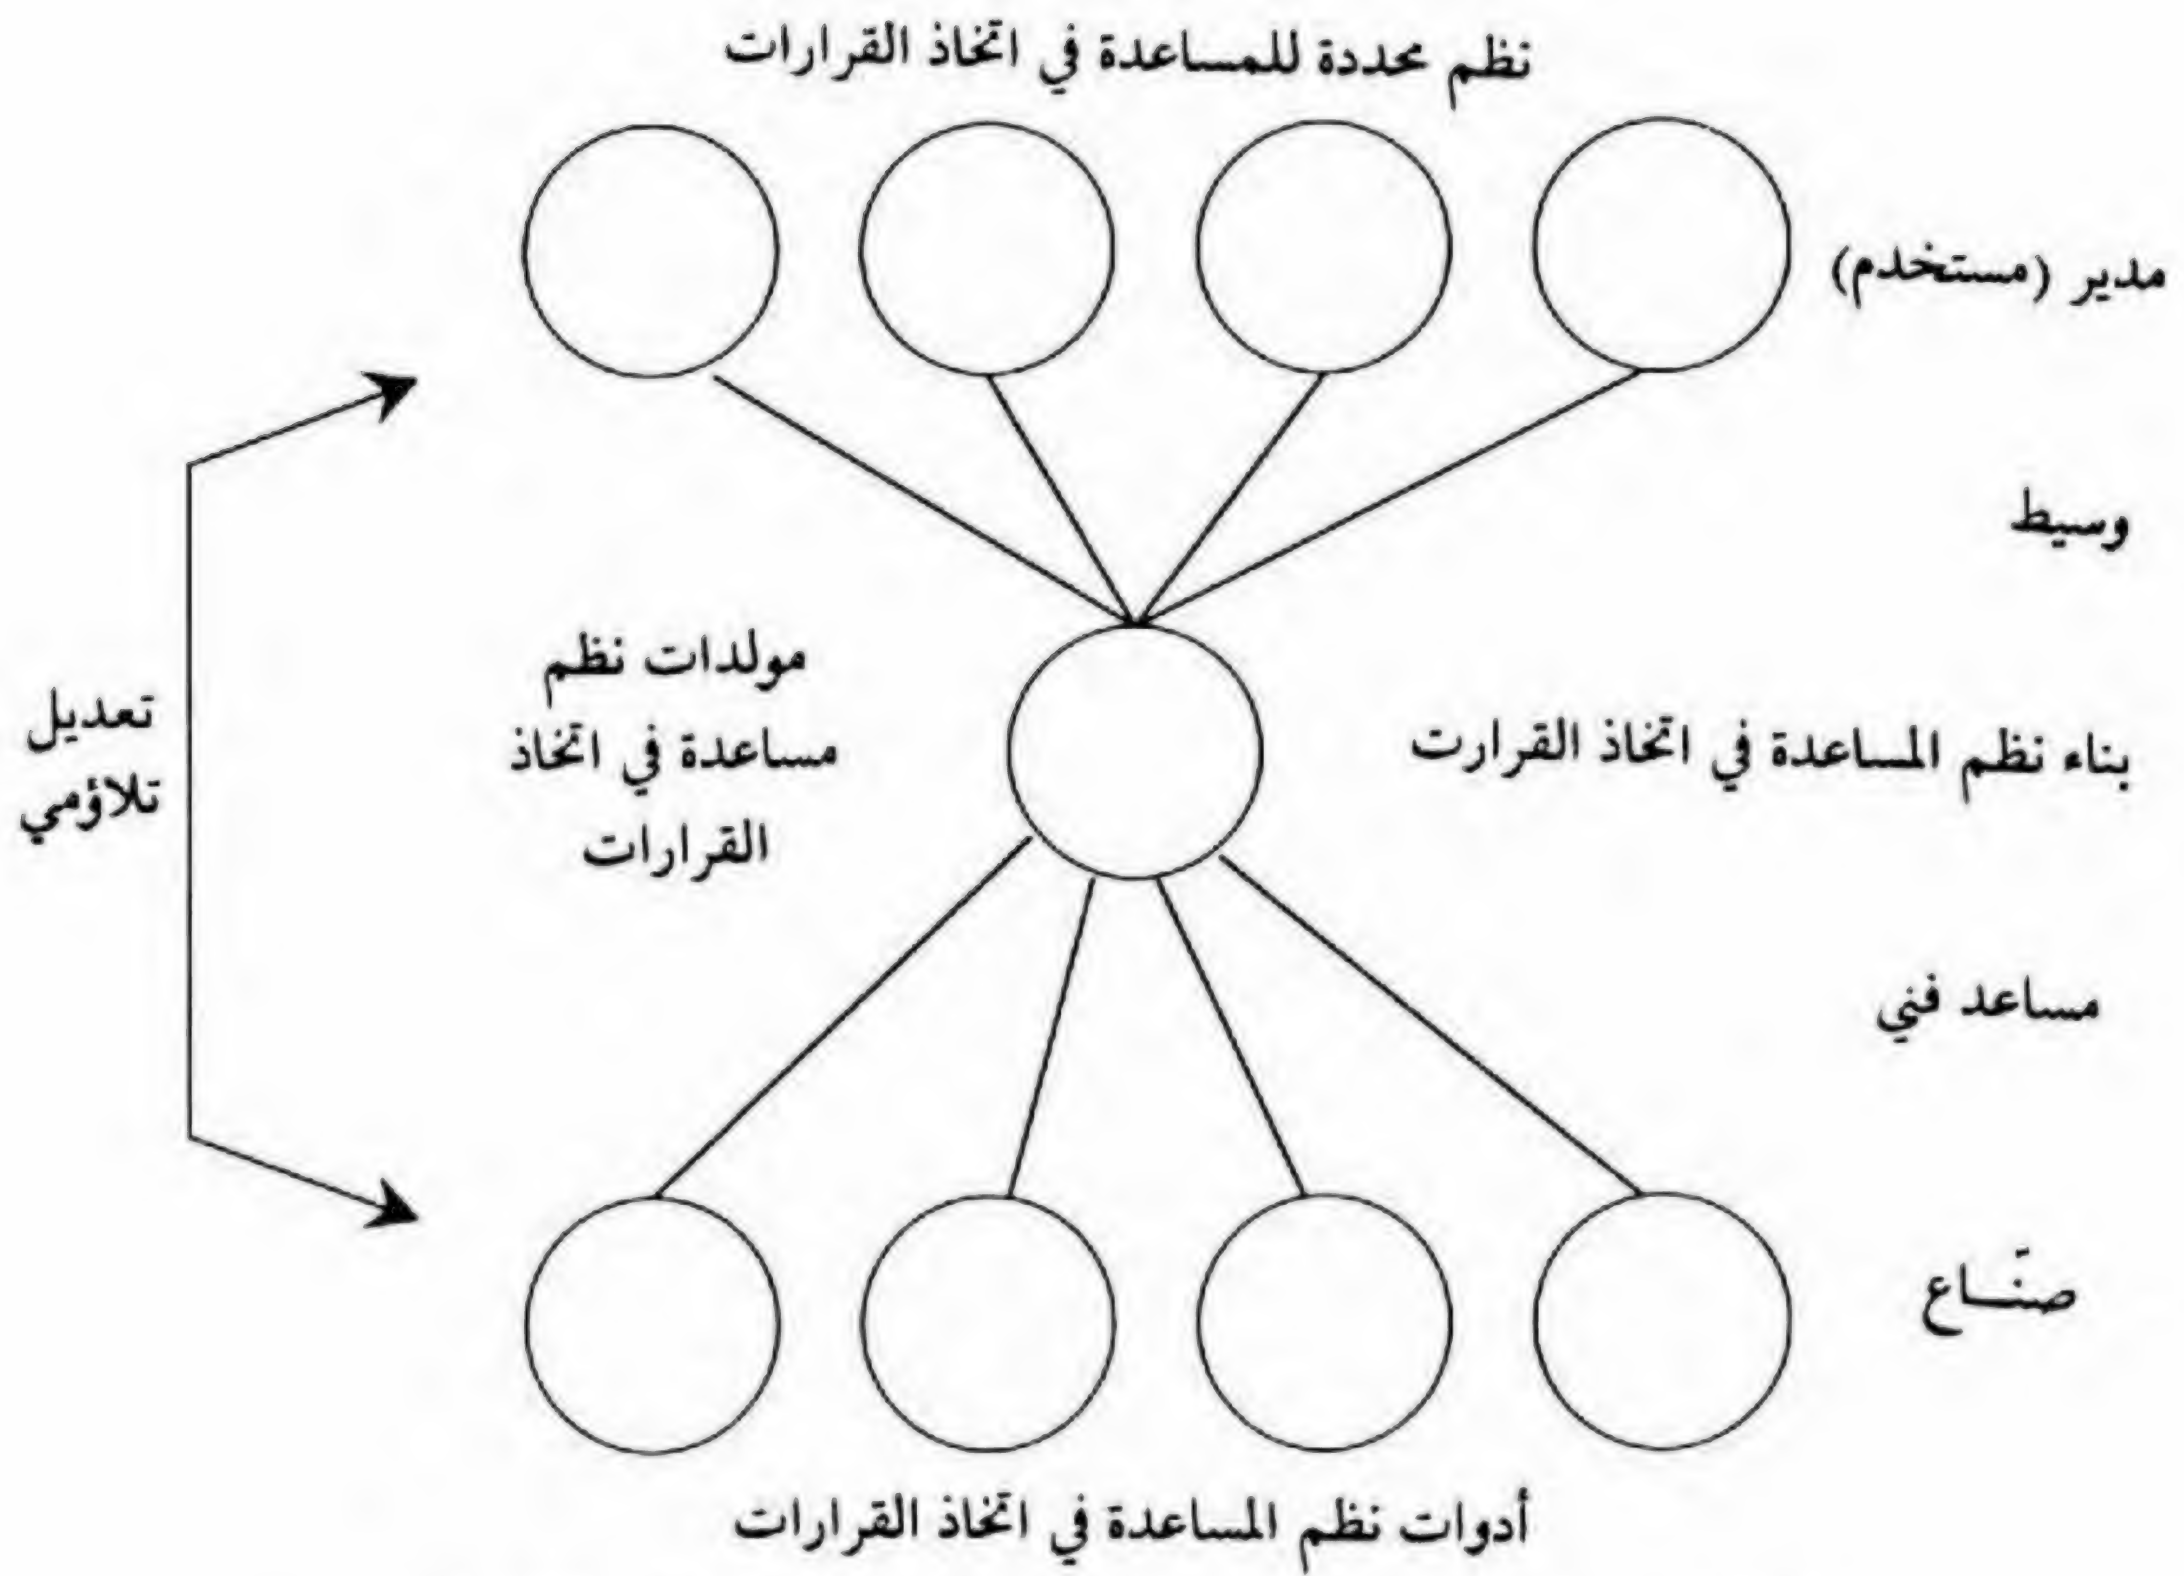 نظم محددة للمساعدة في اتخاذ القرارات
مدير (مستخدم)
وسيط
مولدات نظم
مساعدة في اتخاذ
القرارات
بناء نظم المساعدة في اتخاذ القرارت
تعديل
تلاؤمي
مساعد فني
صنّاع
أدوات نظم المساعدة في اتخاذ القرارات